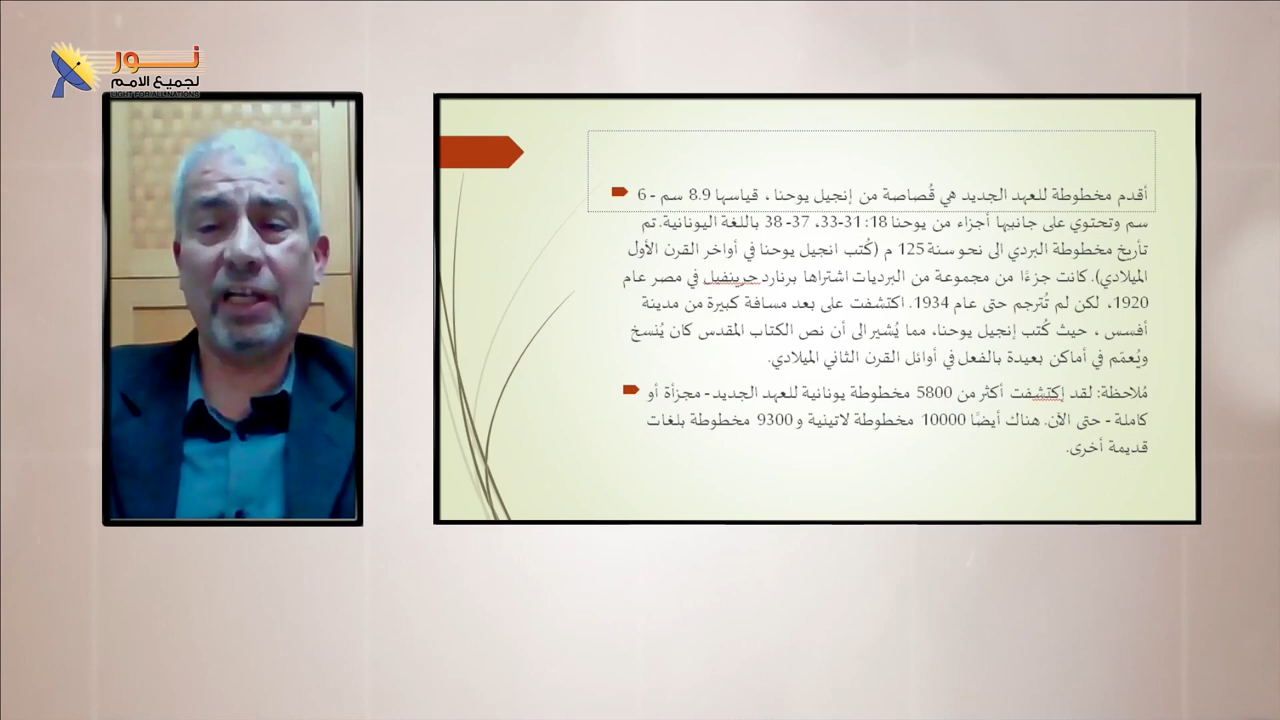 نور
لجميع الامم
LIGHT FOR ALL NATIONS
أقدم مخطوطة للعهد الجديد هي قُصاصة من إنجيل يوحنا ، قياسها 8.9 سم - 6
سم وتحتوي على جانبيها أجزاء من يوحنا 18: 31-33، 37- 38 باللغة اليونانية. تم
تأريخ مخطوطة البردي الى نحو سنة 125 م (كُتب انجيل يوحنا في أواخر القرن الأول
الميلادي). كانت جزءًا من مجموعة من البرديات اشتراها برنارد جرينفيل في مصر عام
1920، لكن لم تُترجم حتى عام 1934. اكتشفت على بعد مسافة كبيرة من مدينة
أفسس ، حيث كُتب إنجيل يوحنا، مما يُشير الى أن نص الكتاب المقدس كان يُنسخ
ويُعمّم في أماكن بعيدة بالفعل في أوائل القرن الثاني الميلادي.
مُلاحظة: لقد إكتشفت أكثر من 5800 مخطوطة يونانية للعهد الجديد - مجزأة أو
كاملة - حتى الآن. هناك أيضًا 10000 مخطوطة لاتينية و 9300 مخطوطة بلغات
قديمة أخرى.